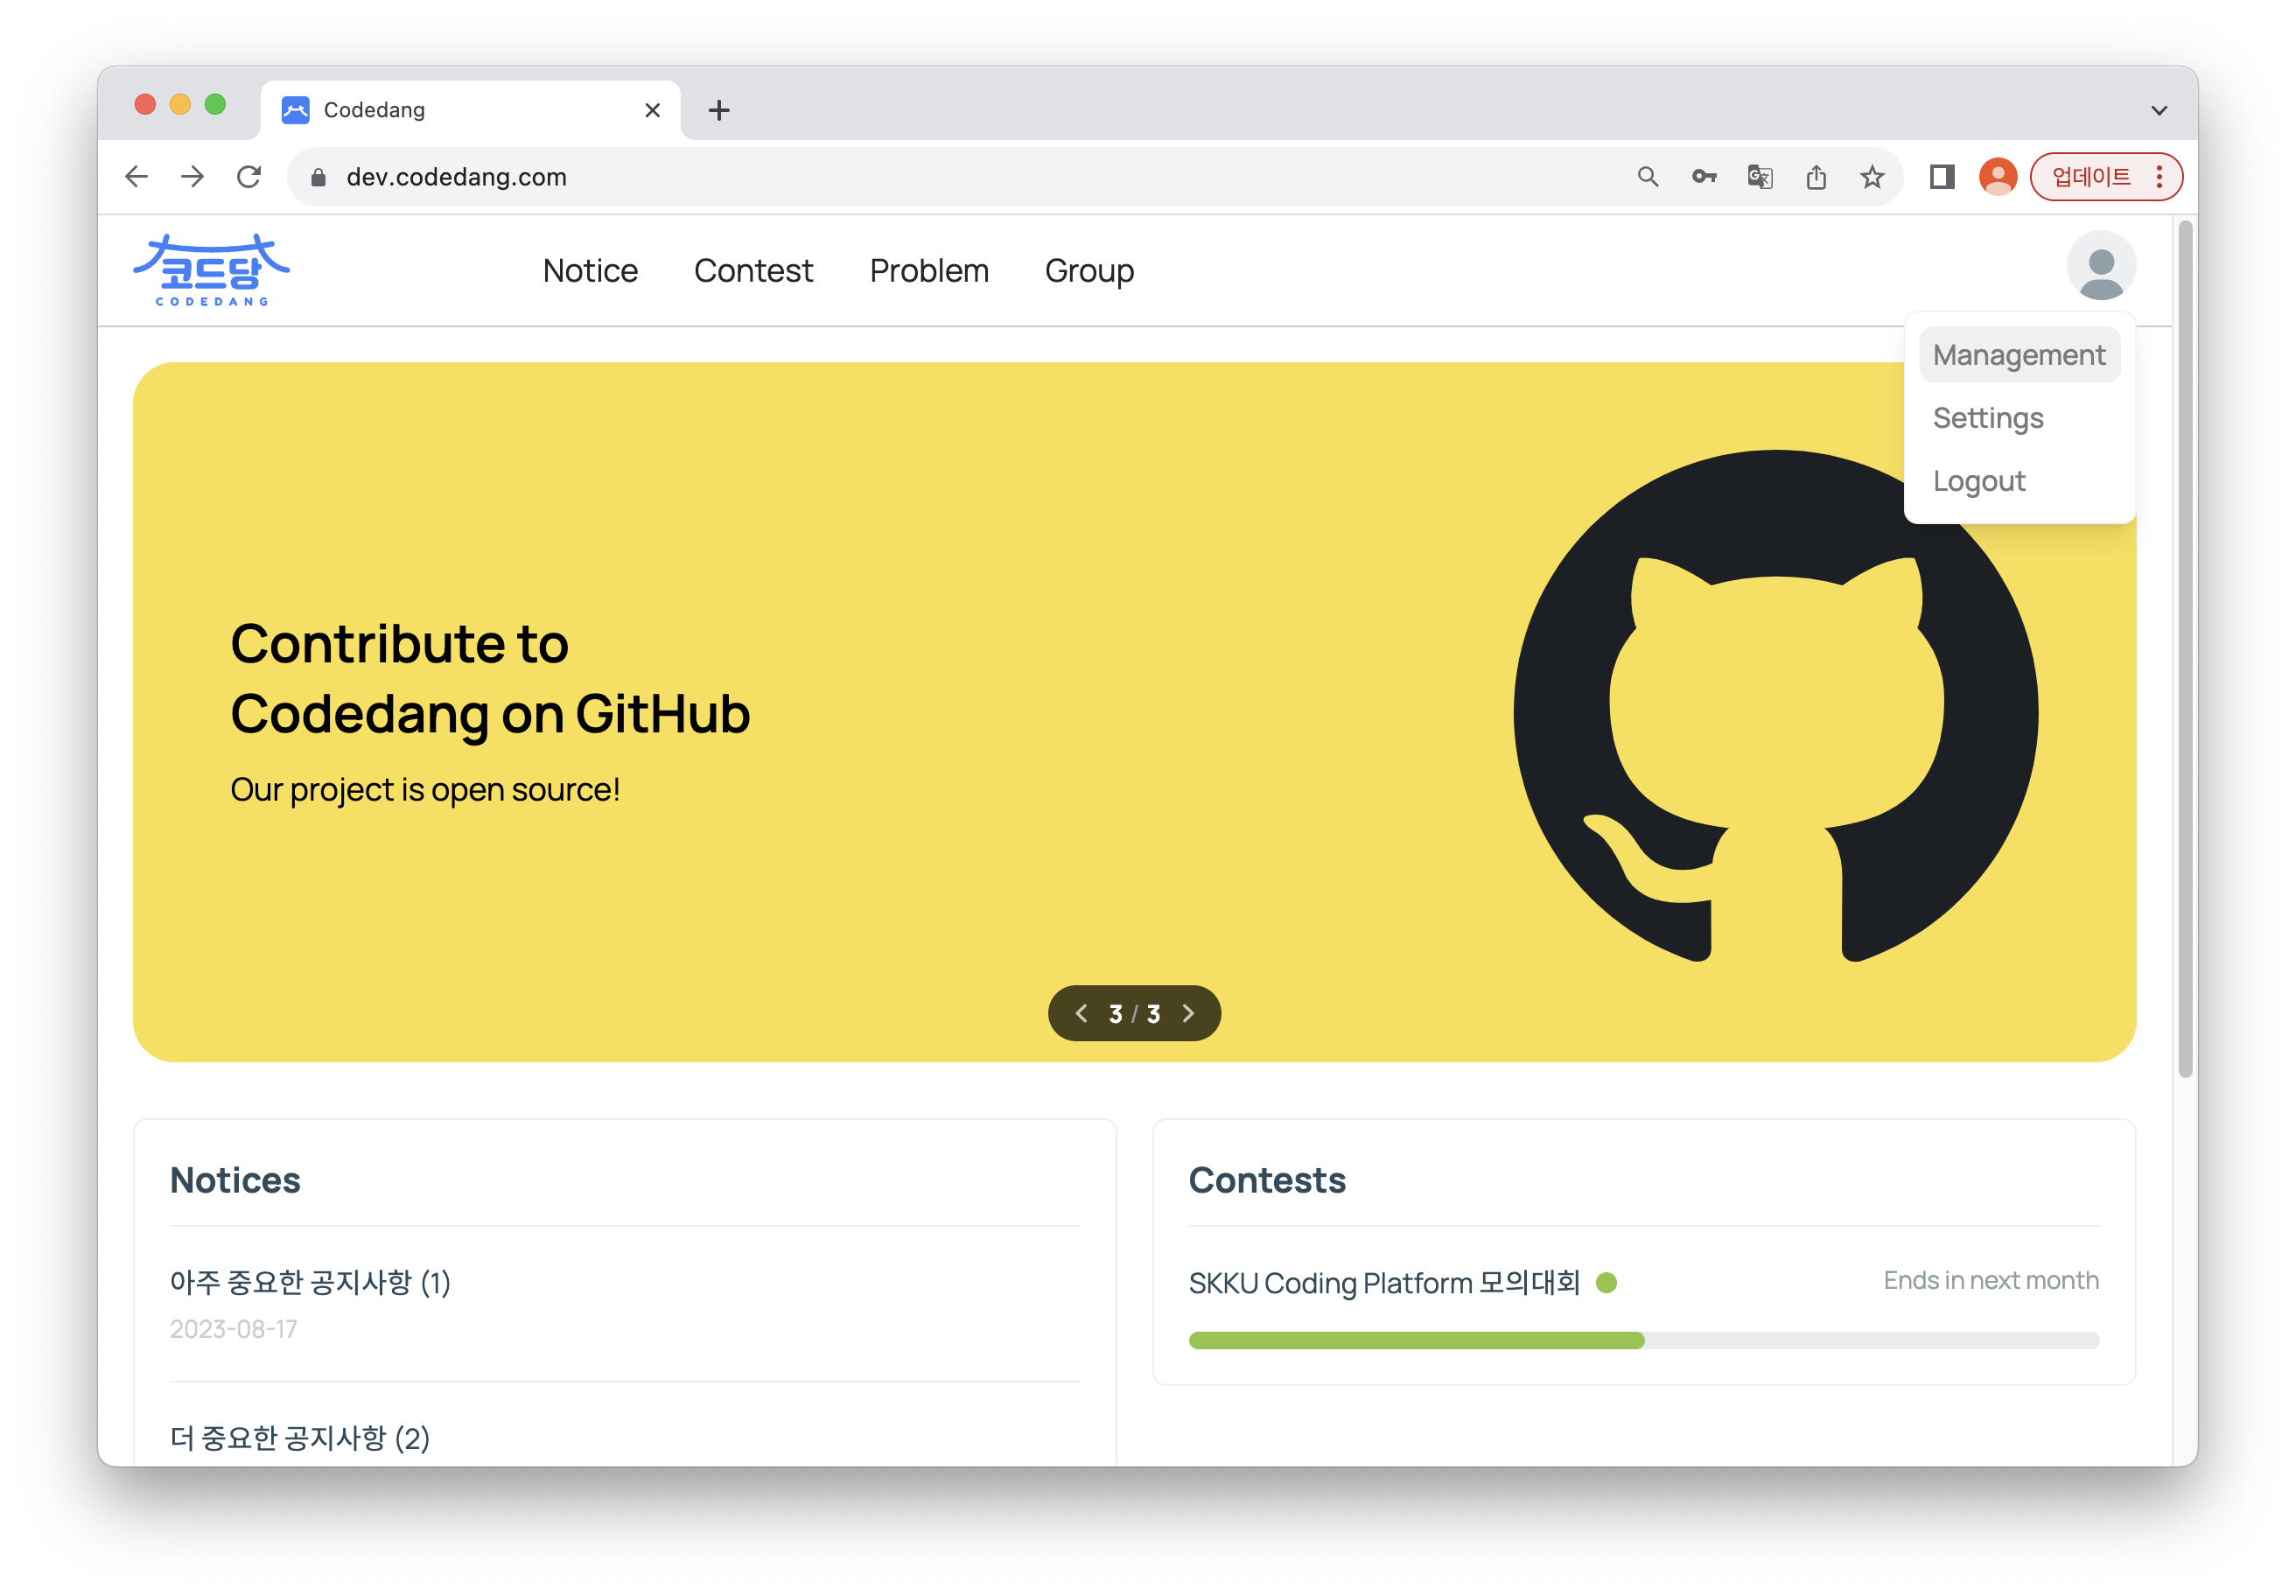 Codedang
dev.codedang.com
업데이트
코드당
CODEDANG
Notice
Contest
Problem
Group
Management
Settings
Logout
Contribute to
Codedang on GitHub
Our project is open source!
3 / 3
Notices
아주 중요한 공지사항 (1)
2023-08-17
더 중요한 공지사항 (2)
Contests
SKKU Coding Platform 모의대회
Ends in next month